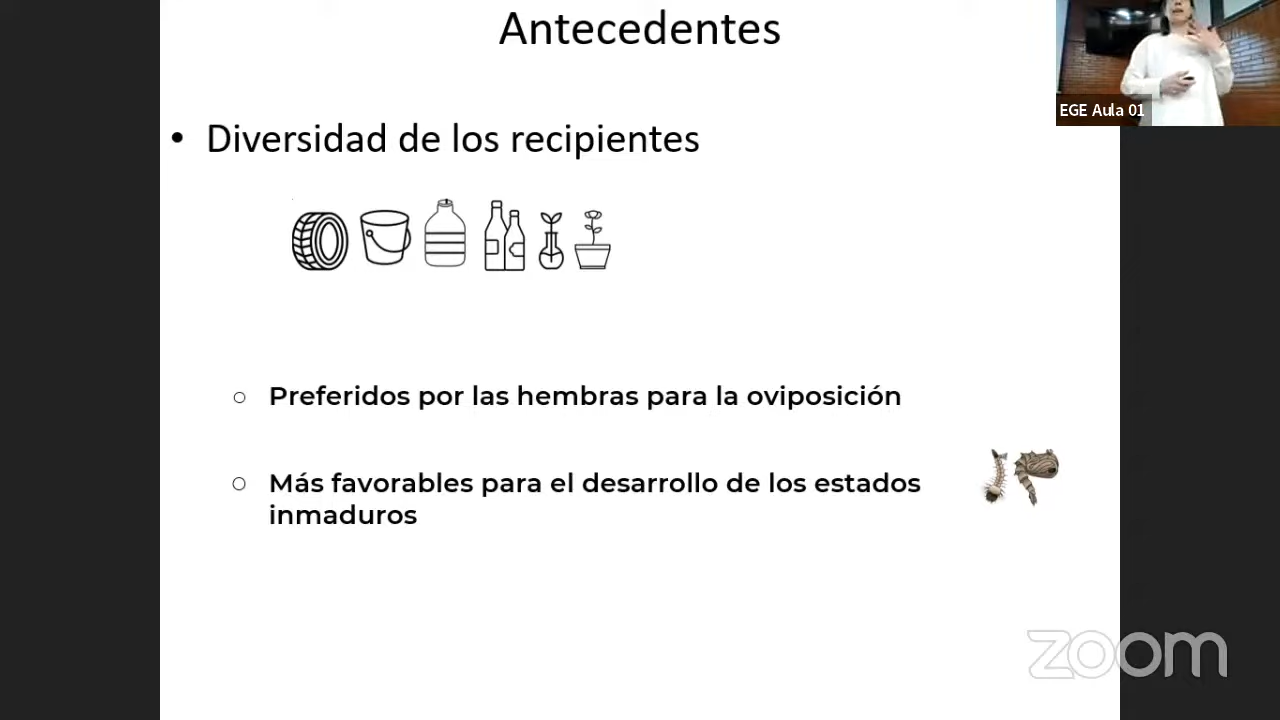 Antecedentes
EGE Aula 01
• Diversidad de los recipientes
○ Preferidos por las hembras para la oviposición
○ Más favorables para el desarrollo de los estados
inmaduros
zoom